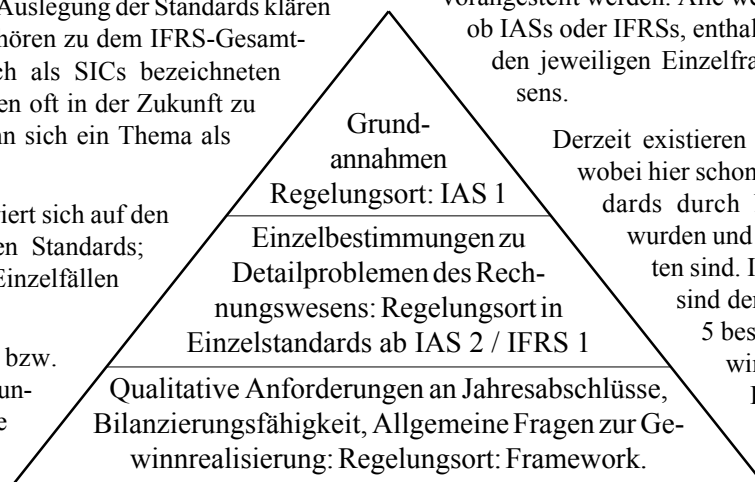 Auslegung der Standards klären
hören zu dem IFRS-Gesamt-
ch als SICs bezeichneten
en oft in der Zukunft zu
nn sich ein Thema als
iert sich auf den
en Standards;
Einzelfällen
bzw.
un-
e
Grund-
annahmen
Regelungsort: IAS 1
Einzelbestimmungen zu
Detailproblemen des Rech-
nungswesens: Regelungsort in
Einzelstandards ab IAS 2 / IFRS 1
Qualitative Anforderungen an Jahresabschlüsse,
Bilanzierungsfähigkeit, Allgemeine Fragen zur Ge-
winnrealisierung: Regelungsort: Framework.
vorangestellt werden. Alle we
ob IASs oder IFRSs, enthal
den jeweiligen Einzelfra
sens.
Derzeit existieren
wobei hier schon
dards durch
wurden und
ten sind. I
sind der
5 bes
wir